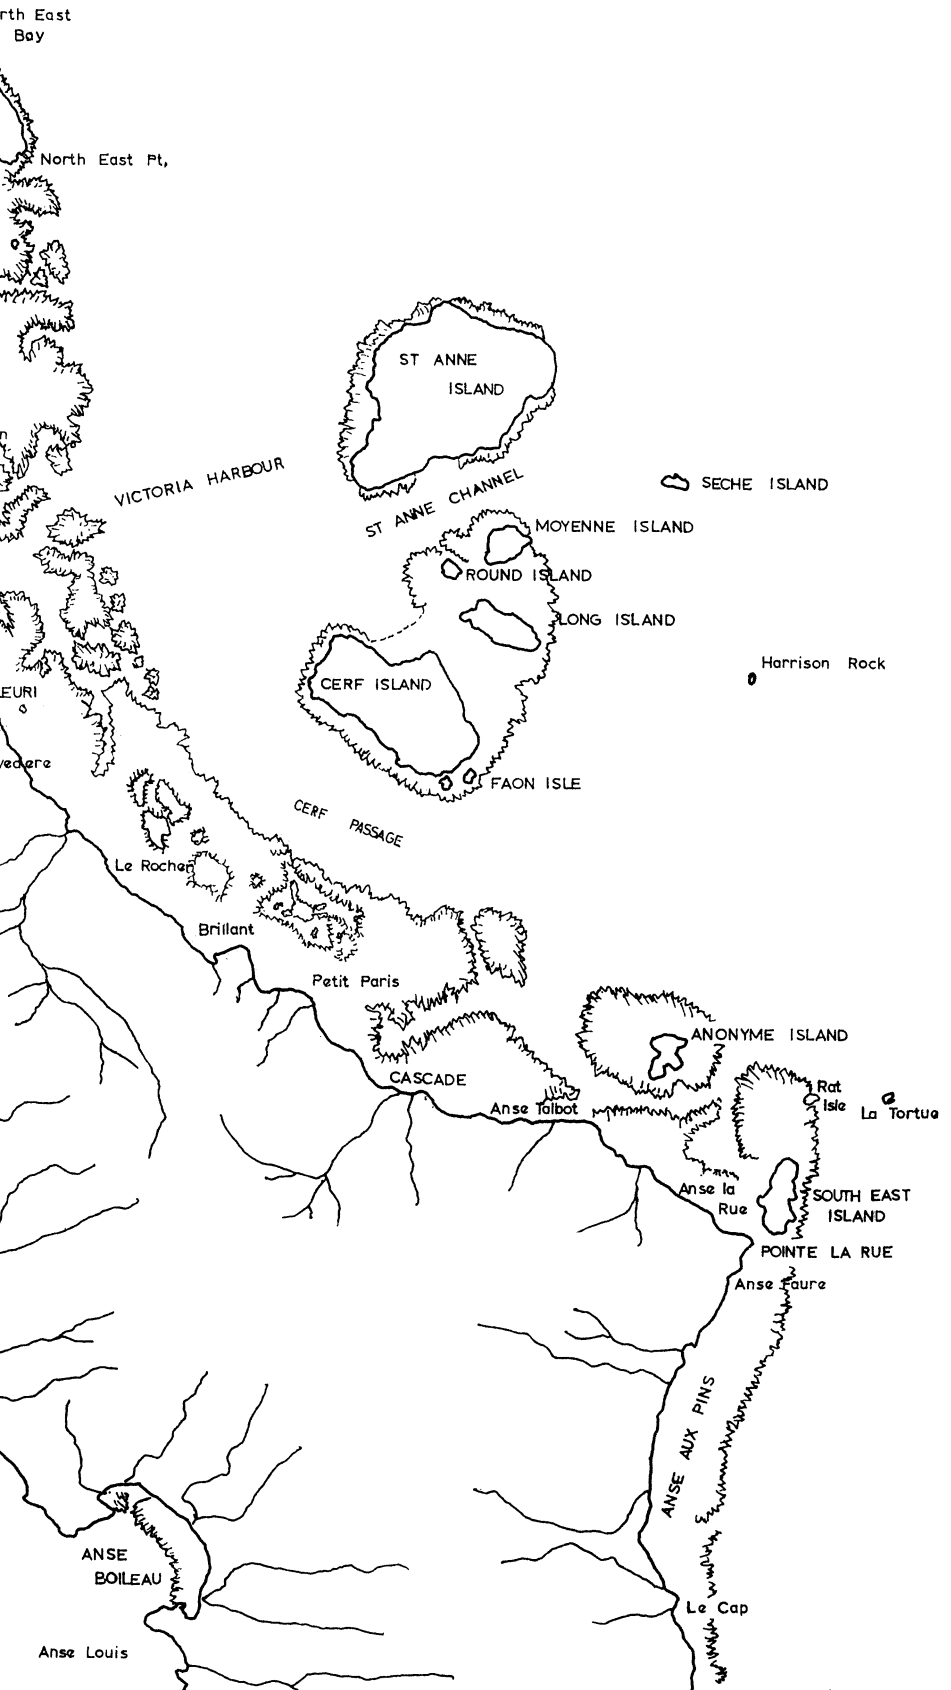 rth East
Bay
North East Pt,
ST ANNE
ISLAND
VICTORIA HARBOUR
ST ANNE CHANNEL
SECHE ISLAND
MOYENNE ISLAND
ROUND ISLAND
LONG ISLAND
Harrison Rock
CERF ISLAND
LEURI
vedere
FAON ISLE
CERF PASSAGE
Le Rocher
Brillant
Petit Paris
ANONYME ISLAND
CASCADE
Rat
Isle
La Tortue
Anse Talbot
Anse la
Rue
SOUTH EAST
ISLAND
POINTE LA RUE
Anse Faure
ANSE AUX PINS
ANSE
BOILEAU
Le Cap
Anse Louis